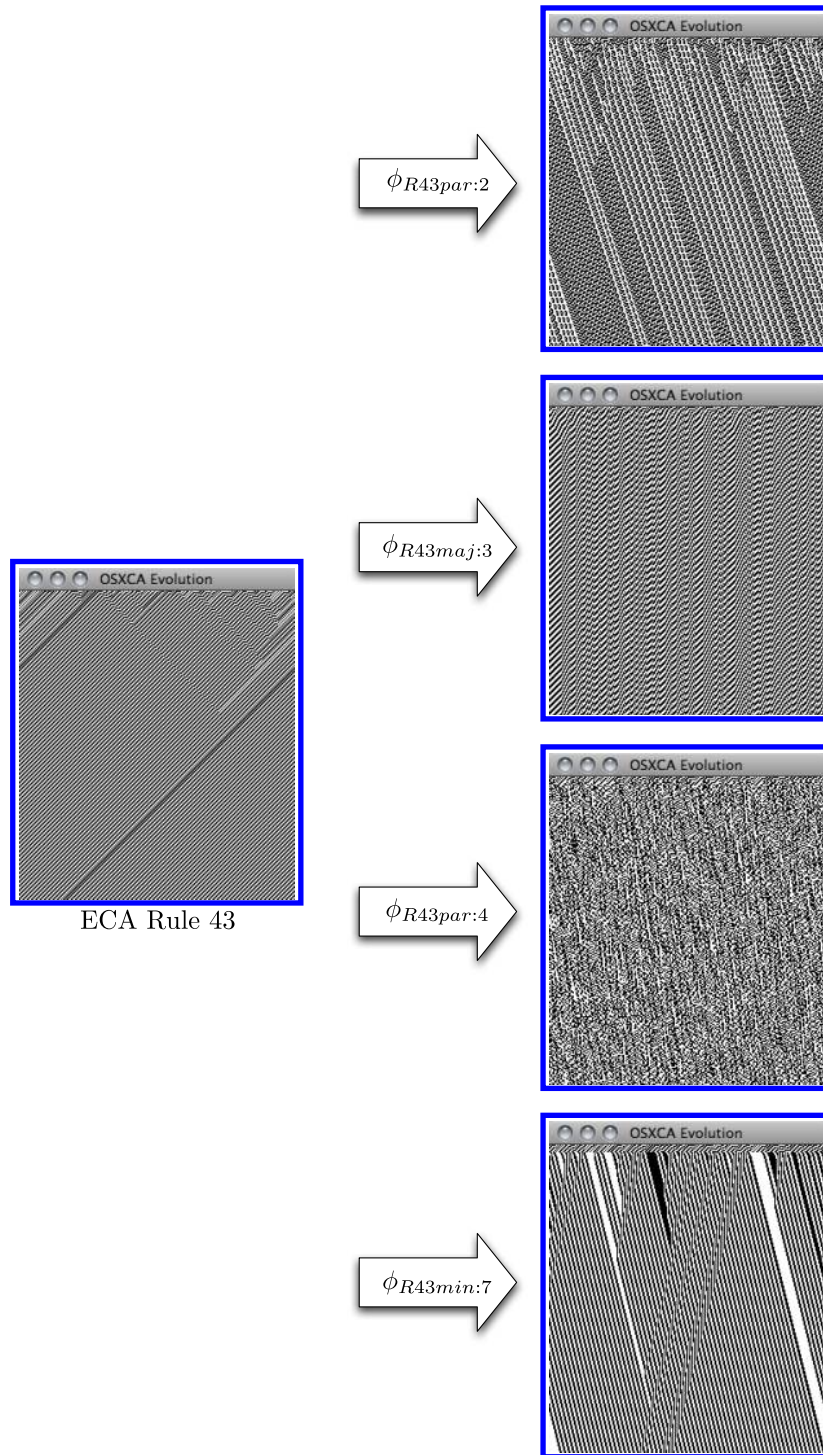 OSXCA Evolution
ϕR43par:2
OSXCA Evolution
ϕR43maj:3
OSXCA Evolution
ECA Rule 43
OSXCA Evolution
ϕR43par:4
OSXCA Evolution
ϕR43min:7